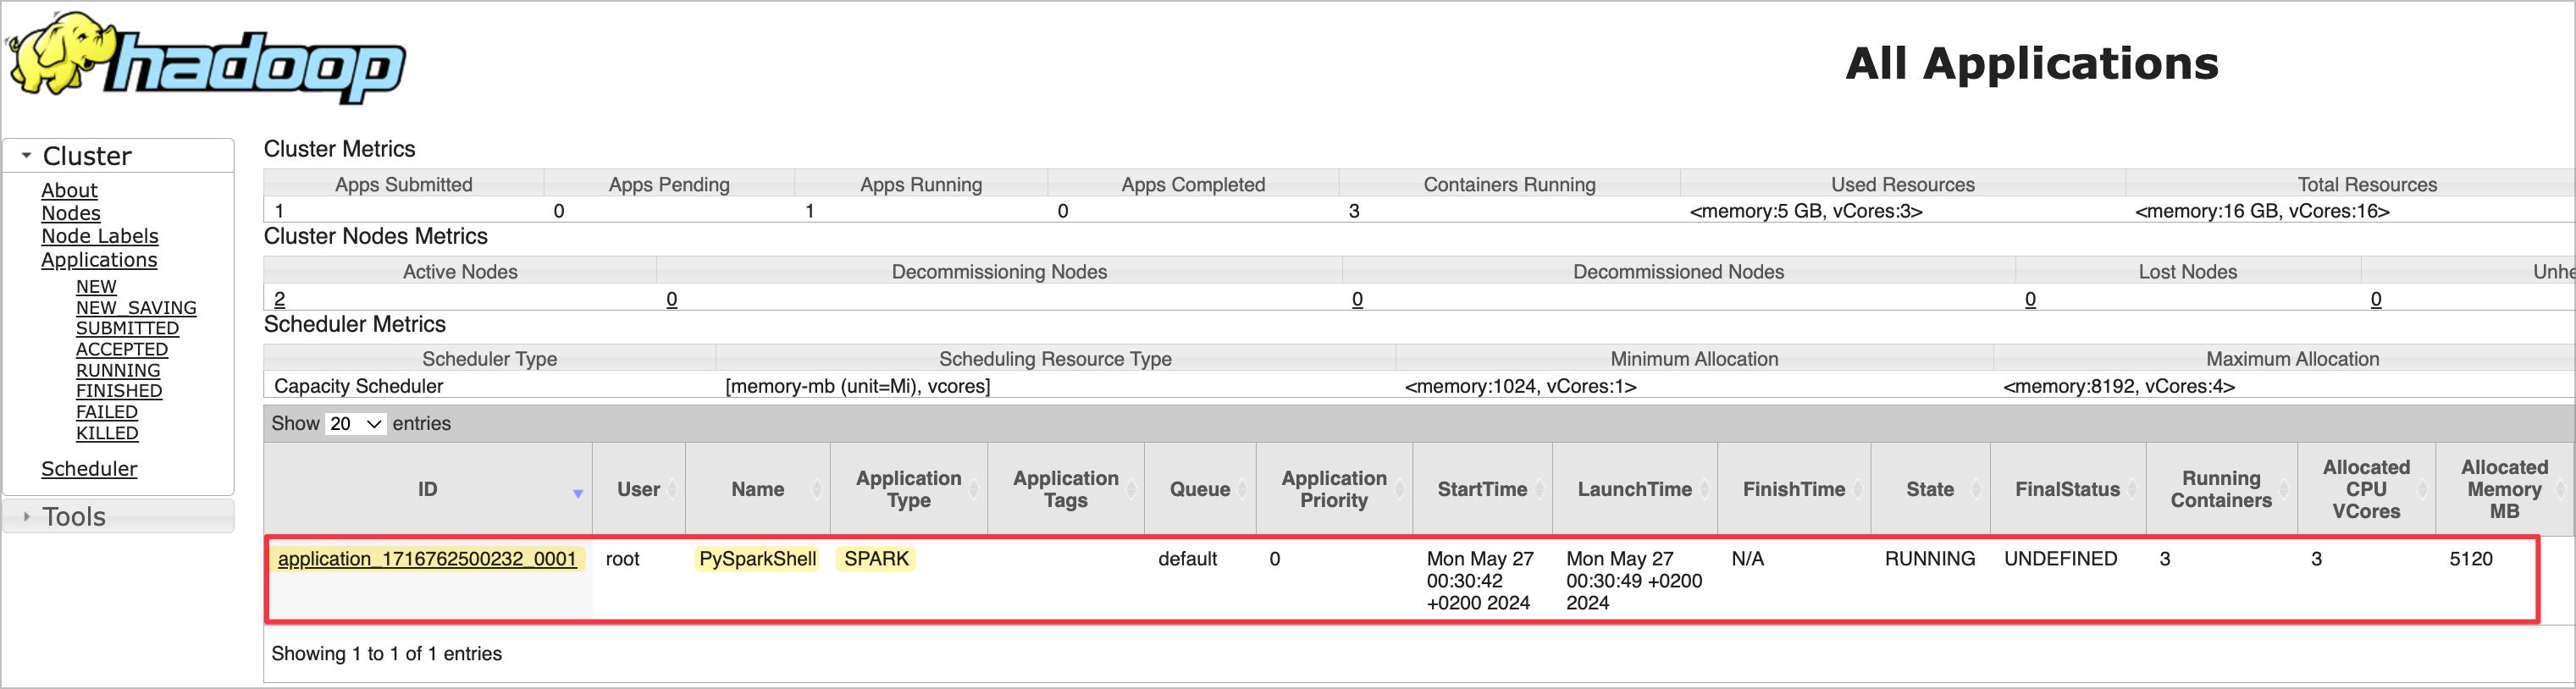 hadoop
All Applications
Cluster
About
Nodes
Node Labels
Applications
NEW
NEW_SAVING
SUBMITTED
ACCEPTED
RUNNING
FINISHED
FAILED
KILLED
Scheduler
Tools
Cluster Metrics
Apps Submitted Apps Pending Apps Running Apps Completed Containers Running Used Resources Total Resources
1 0 1 0 3 <memory:5 GB, vCores:3> <memory:16 GB, vCores:16>
Cluster Nodes Metrics
Active Nodes Decommissioning Nodes Decommissioned Nodes Lost Nodes Unhe
2 0 0 0 0
Scheduler Metrics
Scheduler Type Scheduling Resource Type Minimum Allocation Maximum Allocation
Capacity Scheduler [memory-mb (unit=Mi), vcores] <memory:1024, vCores:1> <memory:8192, vCores:4>
Show 20 entries
ID User Name Application Type Application Tags Queue Application Priority StartTime LaunchTime FinishTime State FinalStatus Running Containers Allocated CPU VCores Allocated Memory MB
application_1716762500232_0001 root PySparkShell SPARK default 0 Mon May 27 00:30:42 +0200 2024 Mon May 27 00:30:49 +0200 2024 N/A RUNNING UNDEFINED 3 3 5120
Showing 1 to 1 of 1 entries